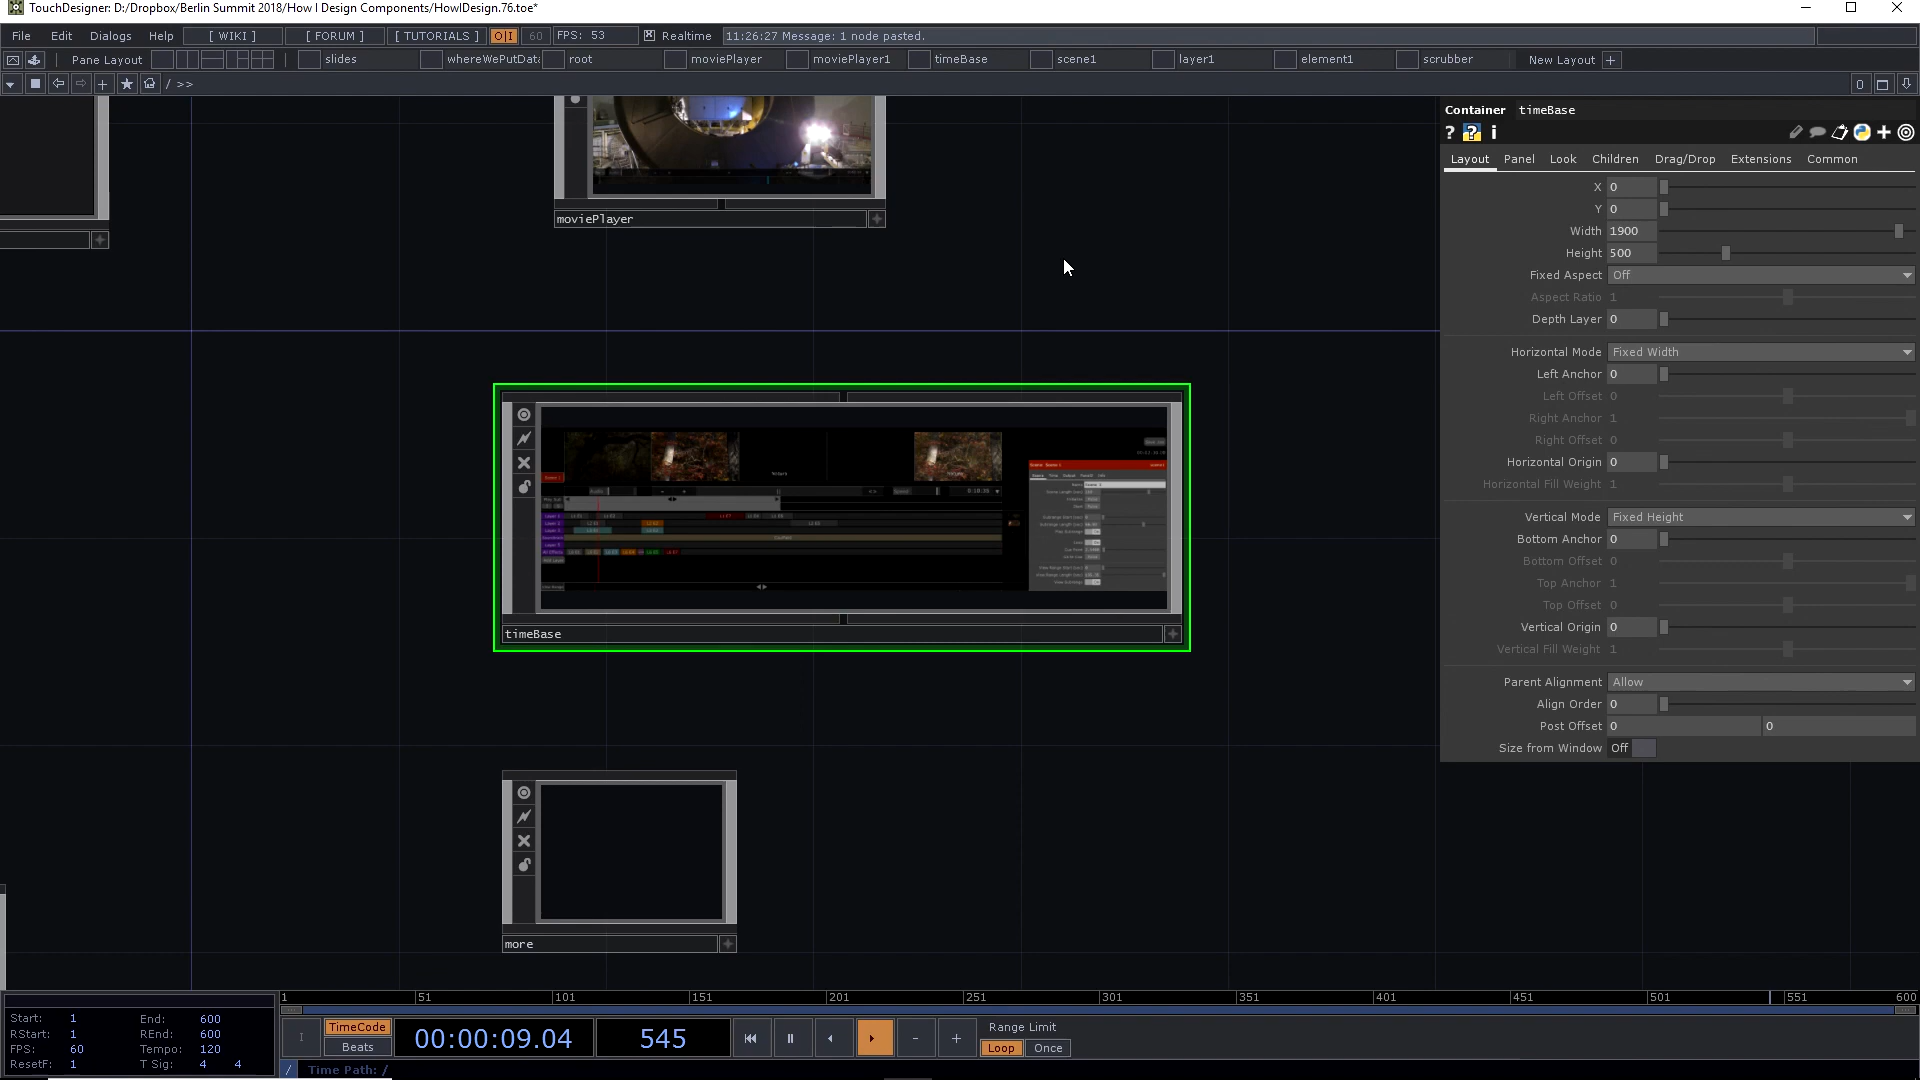 TouchDesigner: D:/Dropbox/Berlin Summit 2018/How I Design Components/HowIDesign.76.toe*
File Edit Dialogs Help [ WIKI ] [ FORUM ] [ TUTORIALS ] O|I 60 FPS: 53 Realtime 11:26:27 Message: 1 node pasted.
Pane Layout slides whereWePutData root moviePlayer moviePlayer1 timeBase scene1 layer1 element1 scrubber New Layout +
/ >> 0
Container timeBase
? ? i
Layout Panel Look Children Drag/Drop Extensions Common
X 0
Y 0
Width 1900
Height 500
Fixed Aspect Off
Aspect Ratio 1
Depth Layer 0
Horizontal Mode Fixed Width
Left Anchor 0
Left Offset 0
Right Anchor 1
Right Offset 0
Horizontal Origin 0
Horizontal Fill Weight 1
Vertical Mode Fixed Height
Bottom Anchor 0
Bottom Offset 0
Top Anchor 1
Top Offset 0
Vertical Origin 0
Vertical Fill Weight 1
Parent Alignment Allow
Align Order 0
Post Offset 0 0
Size from Window Off
moviePlayer
timeBase
more
1 51 101 151 201 251 301 351 401 451 501 551 600
Start: 1 End: 600
RStart: 1 REnd: 600
FPS: 60 Tempo: 120
ResetF: 1 T Sig: 4 4
I TimeCode Beats 00:00:09.04 545 - + Range Limit
Loop Once
/ Time Path: /